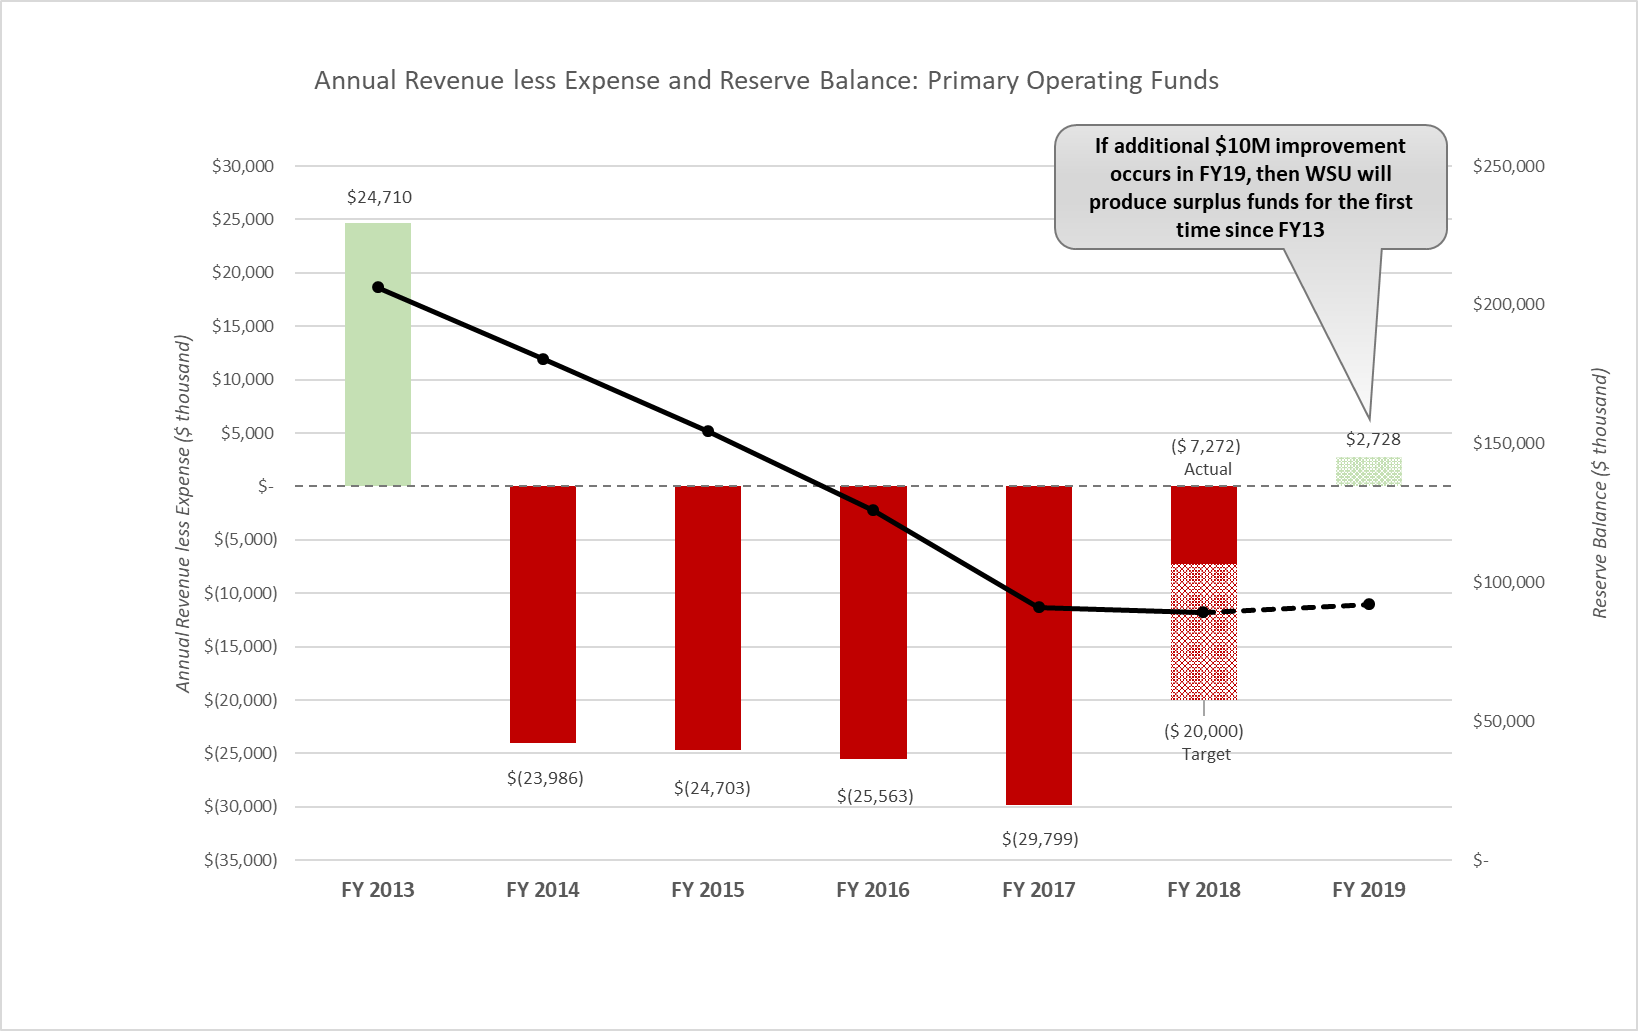 Annual Revenue less Expense and Reserve Balance: Primary Operating Funds
If additional $10M improvement
occurs in FY19, then WSU will
produce surplus funds for the first
time since FY13
Annual Revenue less Expense ($ thousand)
$30,000
$25,000
$20,000
$15,000
$10,000
$5,000
$-
$(5,000)
$(10,000)
$(15,000)
$(20,000)
$(25,000)
$(30,000)
$(35,000)
$24,710
$(23,986)
$(24,703)
$(25,563)
$(29,799)
($ 7,272)
Actual
($ 20,000)
Target
$2,728
$250,000
$200,000
$150,000
$100,000
$50,000
$-
Reserve Balance ($ thousand)
FY 2013
FY 2014
FY 2015
FY 2016
FY 2017
FY 2018
FY 2019